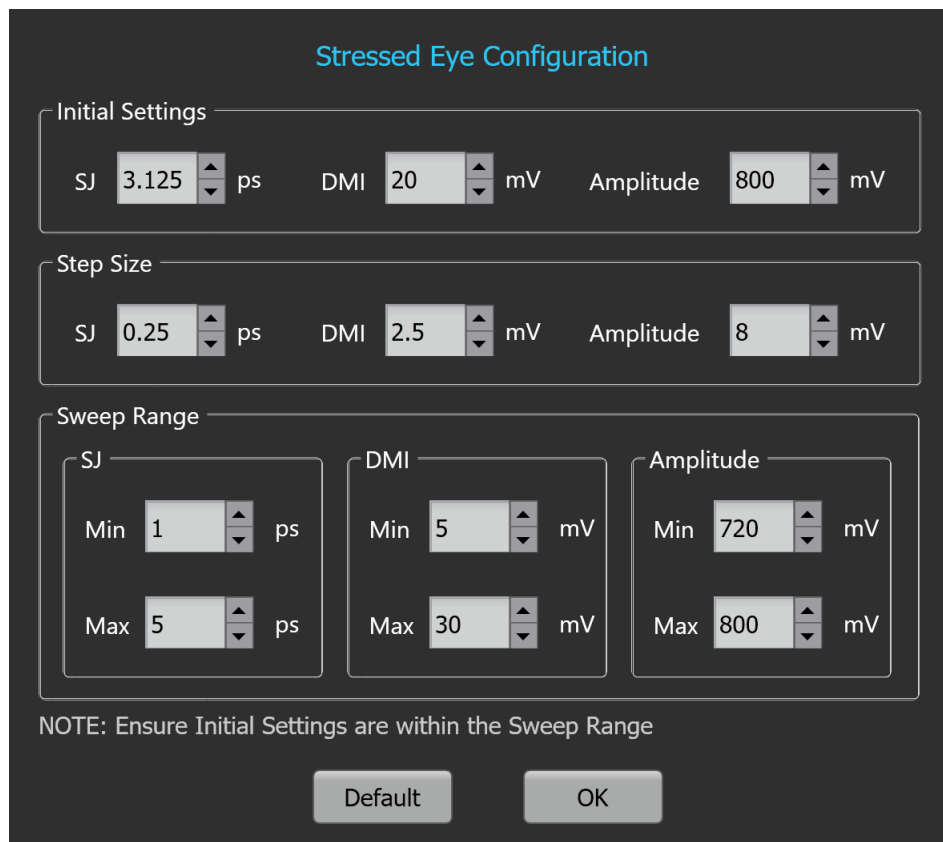 Stressed Eye Configuration
Initial Settings
SJ 3.125 ps DMI 20 mV Amplitude 800 mV
Step Size
SJ 0.25 ps DMI 2.5 mV Amplitude 8 mV
Sweep Range
SJ DMI Amplitude
Min 1 ps Min 5 mV Min 720 mV
Max 5 ps Max 30 mV Max 800 mV
NOTE: Ensure Initial Settings are within the Sweep Range
Default OK